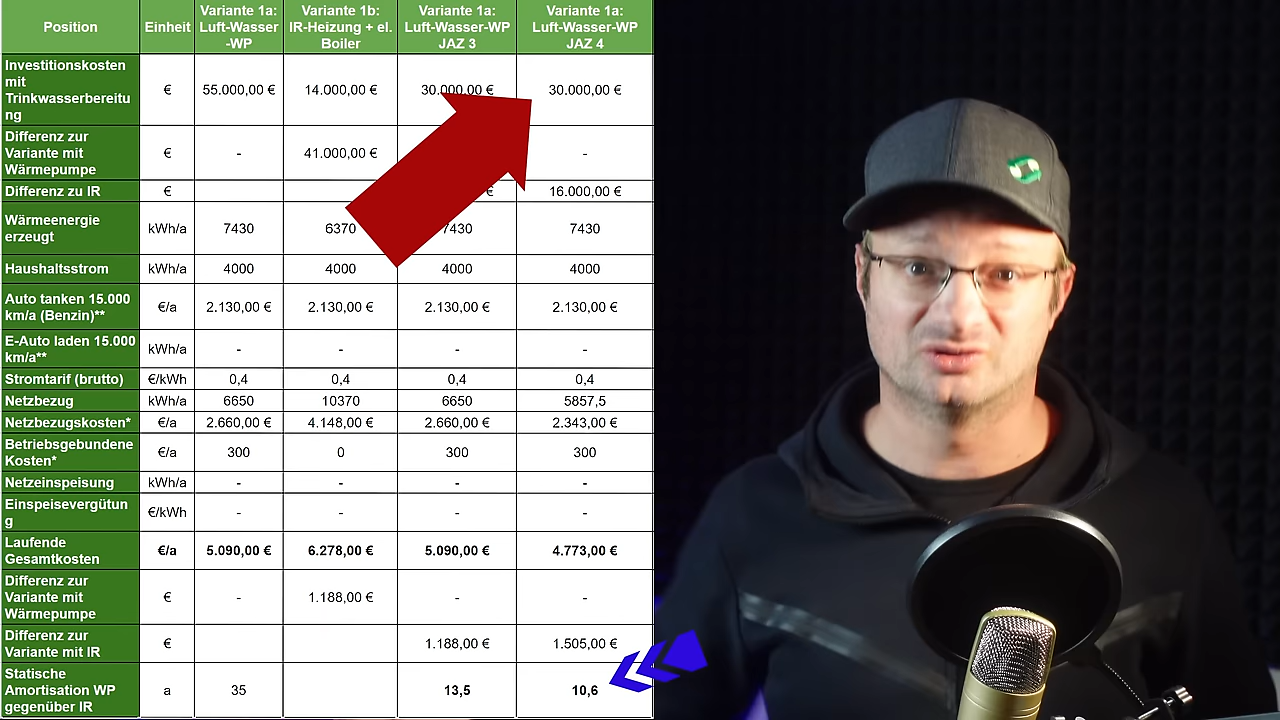 Position Einheit Variante 1a: Luft-Wasser -WP Variante 1b: IR-Heizung + el. Boiler Variante 1a: Luft-Wasser-WP JAZ 3 Variante 1a: Luft-Wasser-WP JAZ 4
Investitionskosten mit Trinkwasserbereitu ng € 55.000,00 € 14.000,00 € 30.000,00 € 30.000,00 €
Differenz zur Variante mit Wärmepumpe € - 41.000,00 € -
Differenz zu IR € € 16.000,00 €
Wärmeenergie erzeugt kWh/a 7430 6370 7430 7430
Haushaltsstrom kWh/a 4000 4000 4000 4000
Auto tanken 15.000 km/a (Benzin)** €/a 2.130,00 € 2.130,00 € 2.130,00 € 2.130,00 €
E-Auto laden 15.000 km/a** kWh/a - - - -
Stromtarif (brutto) €/kWh 0,4 0,4 0,4 0,4
Netzbezug kWh/a 6650 10370 6650 5857,5
Netzbezugskosten* €/a 2.660,00 € 4.148,00 € 2.660,00 € 2.343,00 €
Betriebsgebundene Kosten* €/a 300 0 300 300
Netzeinspeisung kWh/a - - - -
Einspeisevergütun g €/kWh - - - -
Laufende Gesamtkosten €/a 5.090,00 € 6.278,00 € 5.090,00 € 4.773,00 €
Differenz zur Variante mit Wärmepumpe € - 1.188,00 € - -
Differenz zur Variante mit IR € 1.188,00 € 1.505,00 €
Statische Amortisation WP gegenüber IR a 35 13,5 10,6